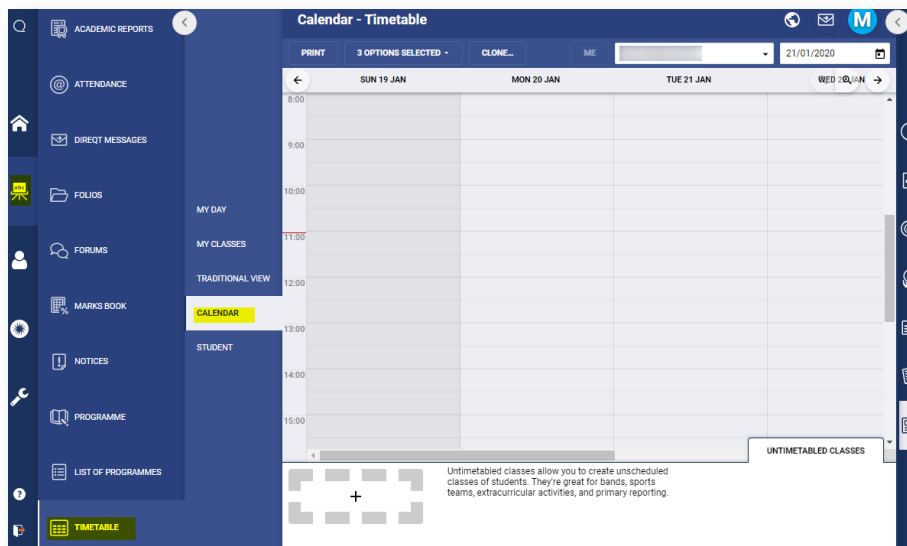 Calendar - Timetable
M
PRINT
3 OPTIONS SELECTED
CLONE...
ME
21/01/2020
SUN 19 JAN
MON 20 JAN
TUE 21 JAN
WED 2 JAN
ACADEMIC REPORTS
ATTENDANCE
DIREQT MESSAGES
FOLIOS
FORUMS
MARKS BOOK
NOTICES
PROGRAMME
LIST OF PROGRAMMES
TIMETABLE
abc
MY DAY
MY CLASSES
TRADITIONAL VIEW
CALENDAR
STUDENT
8:00
9:00
10:00
11:00
12:00
13:00
14:00
15:00
UNTIMETABLED CLASSES
Untimetabled classes allow you to create unscheduled
classes of students. They're great for bands, sports
teams, extracurricular activities, and primary reporting.